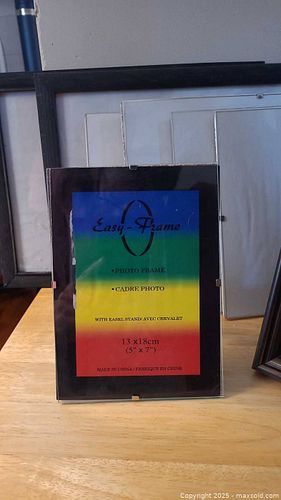 Easy-Frame
• PHOTO FRAME
• CADRE PHOTO
WITH EASEL STAND AVEC CHEVALET
13 x 18cm
(5" x 7")
MADE IN CHINA / FABRIQUE EN CHINE
Copyright © 2025 - maxsold.com